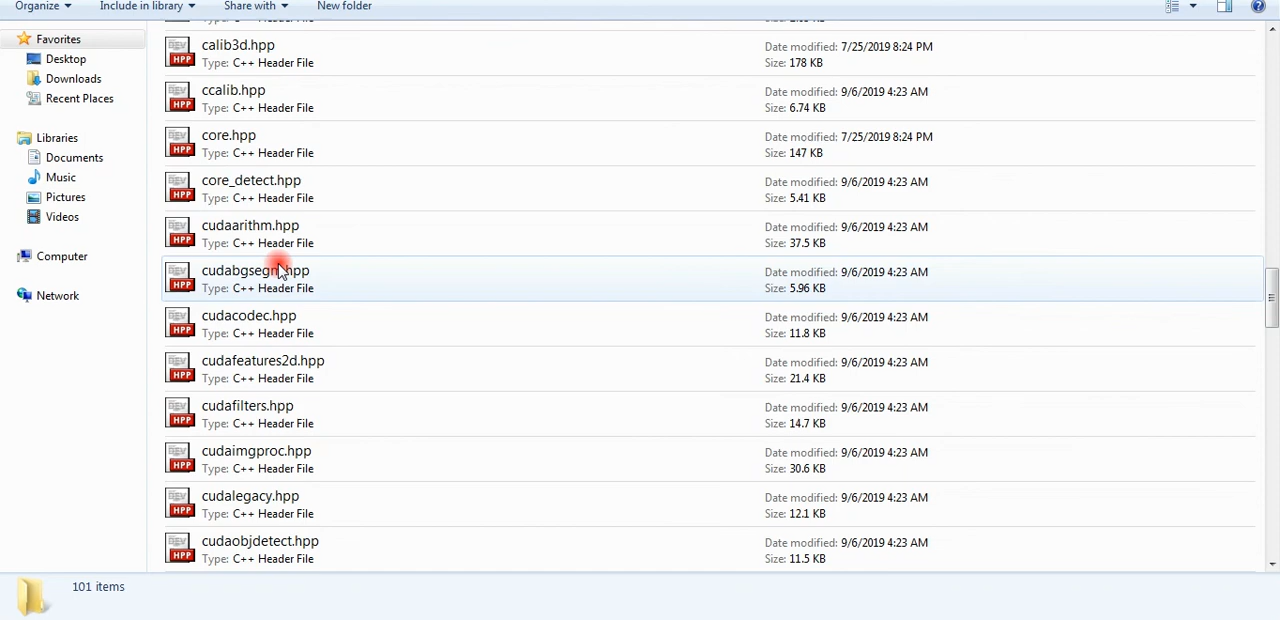 Organize Include in library Share with New folder
Favorites
Desktop
Downloads
Recent Places
Libraries
Documents
Music
Pictures
Videos
Computer
Network
calib3d.hpp Date modified: 7/25/2019 8:24 PM
Type: C++ Header File Size: 178 KB
ccalib.hpp Date modified: 9/6/2019 4:23 AM
Type: C++ Header File Size: 6.74 KB
core.hpp Date modified: 7/25/2019 8:24 PM
Type: C++ Header File Size: 147 KB
core_detect.hpp Date modified: 9/6/2019 4:23 AM
Type: C++ Header File Size: 5.41 KB
cudaarithm.hpp Date modified: 9/6/2019 4:23 AM
Type: C++ Header File Size: 37.5 KB
cudabgsegm.hpp Date modified: 9/6/2019 4:23 AM
Type: C++ Header File Size: 5.96 KB
cudacodec.hpp Date modified: 9/6/2019 4:23 AM
Type: C++ Header File Size: 11.8 KB
cudafeatures2d.hpp Date modified: 9/6/2019 4:23 AM
Type: C++ Header File Size: 21.4 KB
cudafilters.hpp Date modified: 9/6/2019 4:23 AM
Type: C++ Header File Size: 14.7 KB
cudaimgproc.hpp Date modified: 9/6/2019 4:23 AM
Type: C++ Header File Size: 30.6 KB
cudalegacy.hpp Date modified: 9/6/2019 4:23 AM
Type: C++ Header File Size: 12.1 KB
cudaobjdetect.hpp Date modified: 9/6/2019 4:23 AM
Type: C++ Header File Size: 11.5 KB
101 items